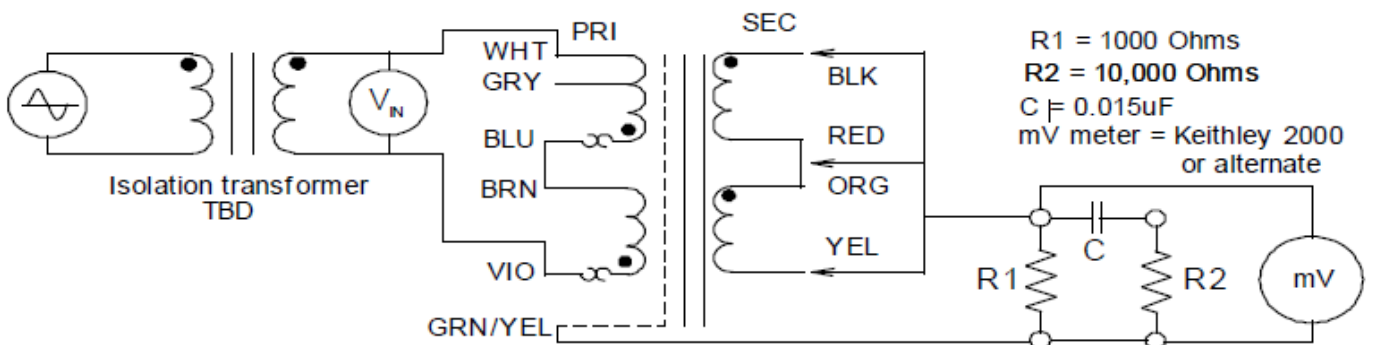 PRI
SEC
WHT
GRY
BLU
BRN
VIO
GRN/YEL
V IN
Isolation transformer
TBD
BLK
RED
ORG
YEL
R1 = 1000 Ohms
R2 = 10,000 Ohms
C = 0.015uF
mV meter = Keithley 2000
or alternate
C
R1
R2
mV